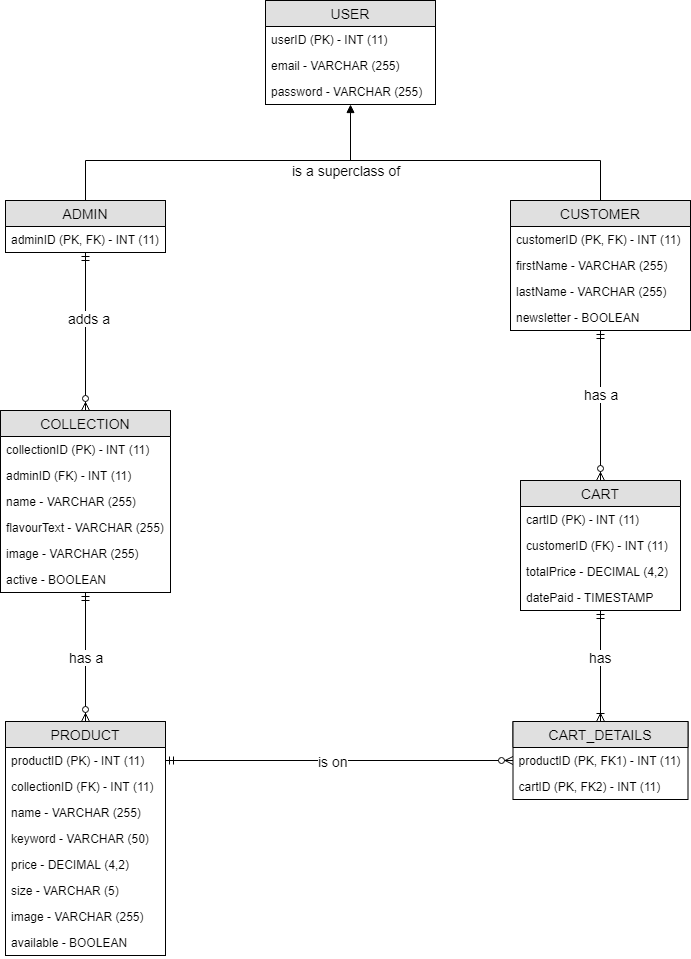 USER
userID (PK) - INT (11)
email - VARCHAR (255)
password - VARCHAR (255)
is a superclass of
ADMIN
adminID (PK, FK) - INT (11)
CUSTOMER
customerID (PK, FK) - INT (11)
firstName - VARCHAR (255)
lastName - VARCHAR (255)
newsletter - BOOLEAN
adds a
has a
COLLECTION
collectionID (PK) - INT (11)
adminID (FK) - INT (11)
name - VARCHAR (255)
flavourText - VARCHAR (255)
image - VARCHAR (255)
active - BOOLEAN
CART
cartID (PK) - INT (11)
customerID (FK) - INT (11)
totalPrice - DECIMAL (4,2)
datePaid - TIMESTAMP
has a
has
PRODUCT
productID (PK) - INT (11)
collectionID (FK) - INT (11)
name - VARCHAR (255)
keyword - VARCHAR (50)
price - DECIMAL (4,2)
size - VARCHAR (5)
image - VARCHAR (255)
available - BOOLEAN
is on
CART_DETAILS
productID (PK, FK1) - INT (11)
cartID (PK, FK2) - INT (11)